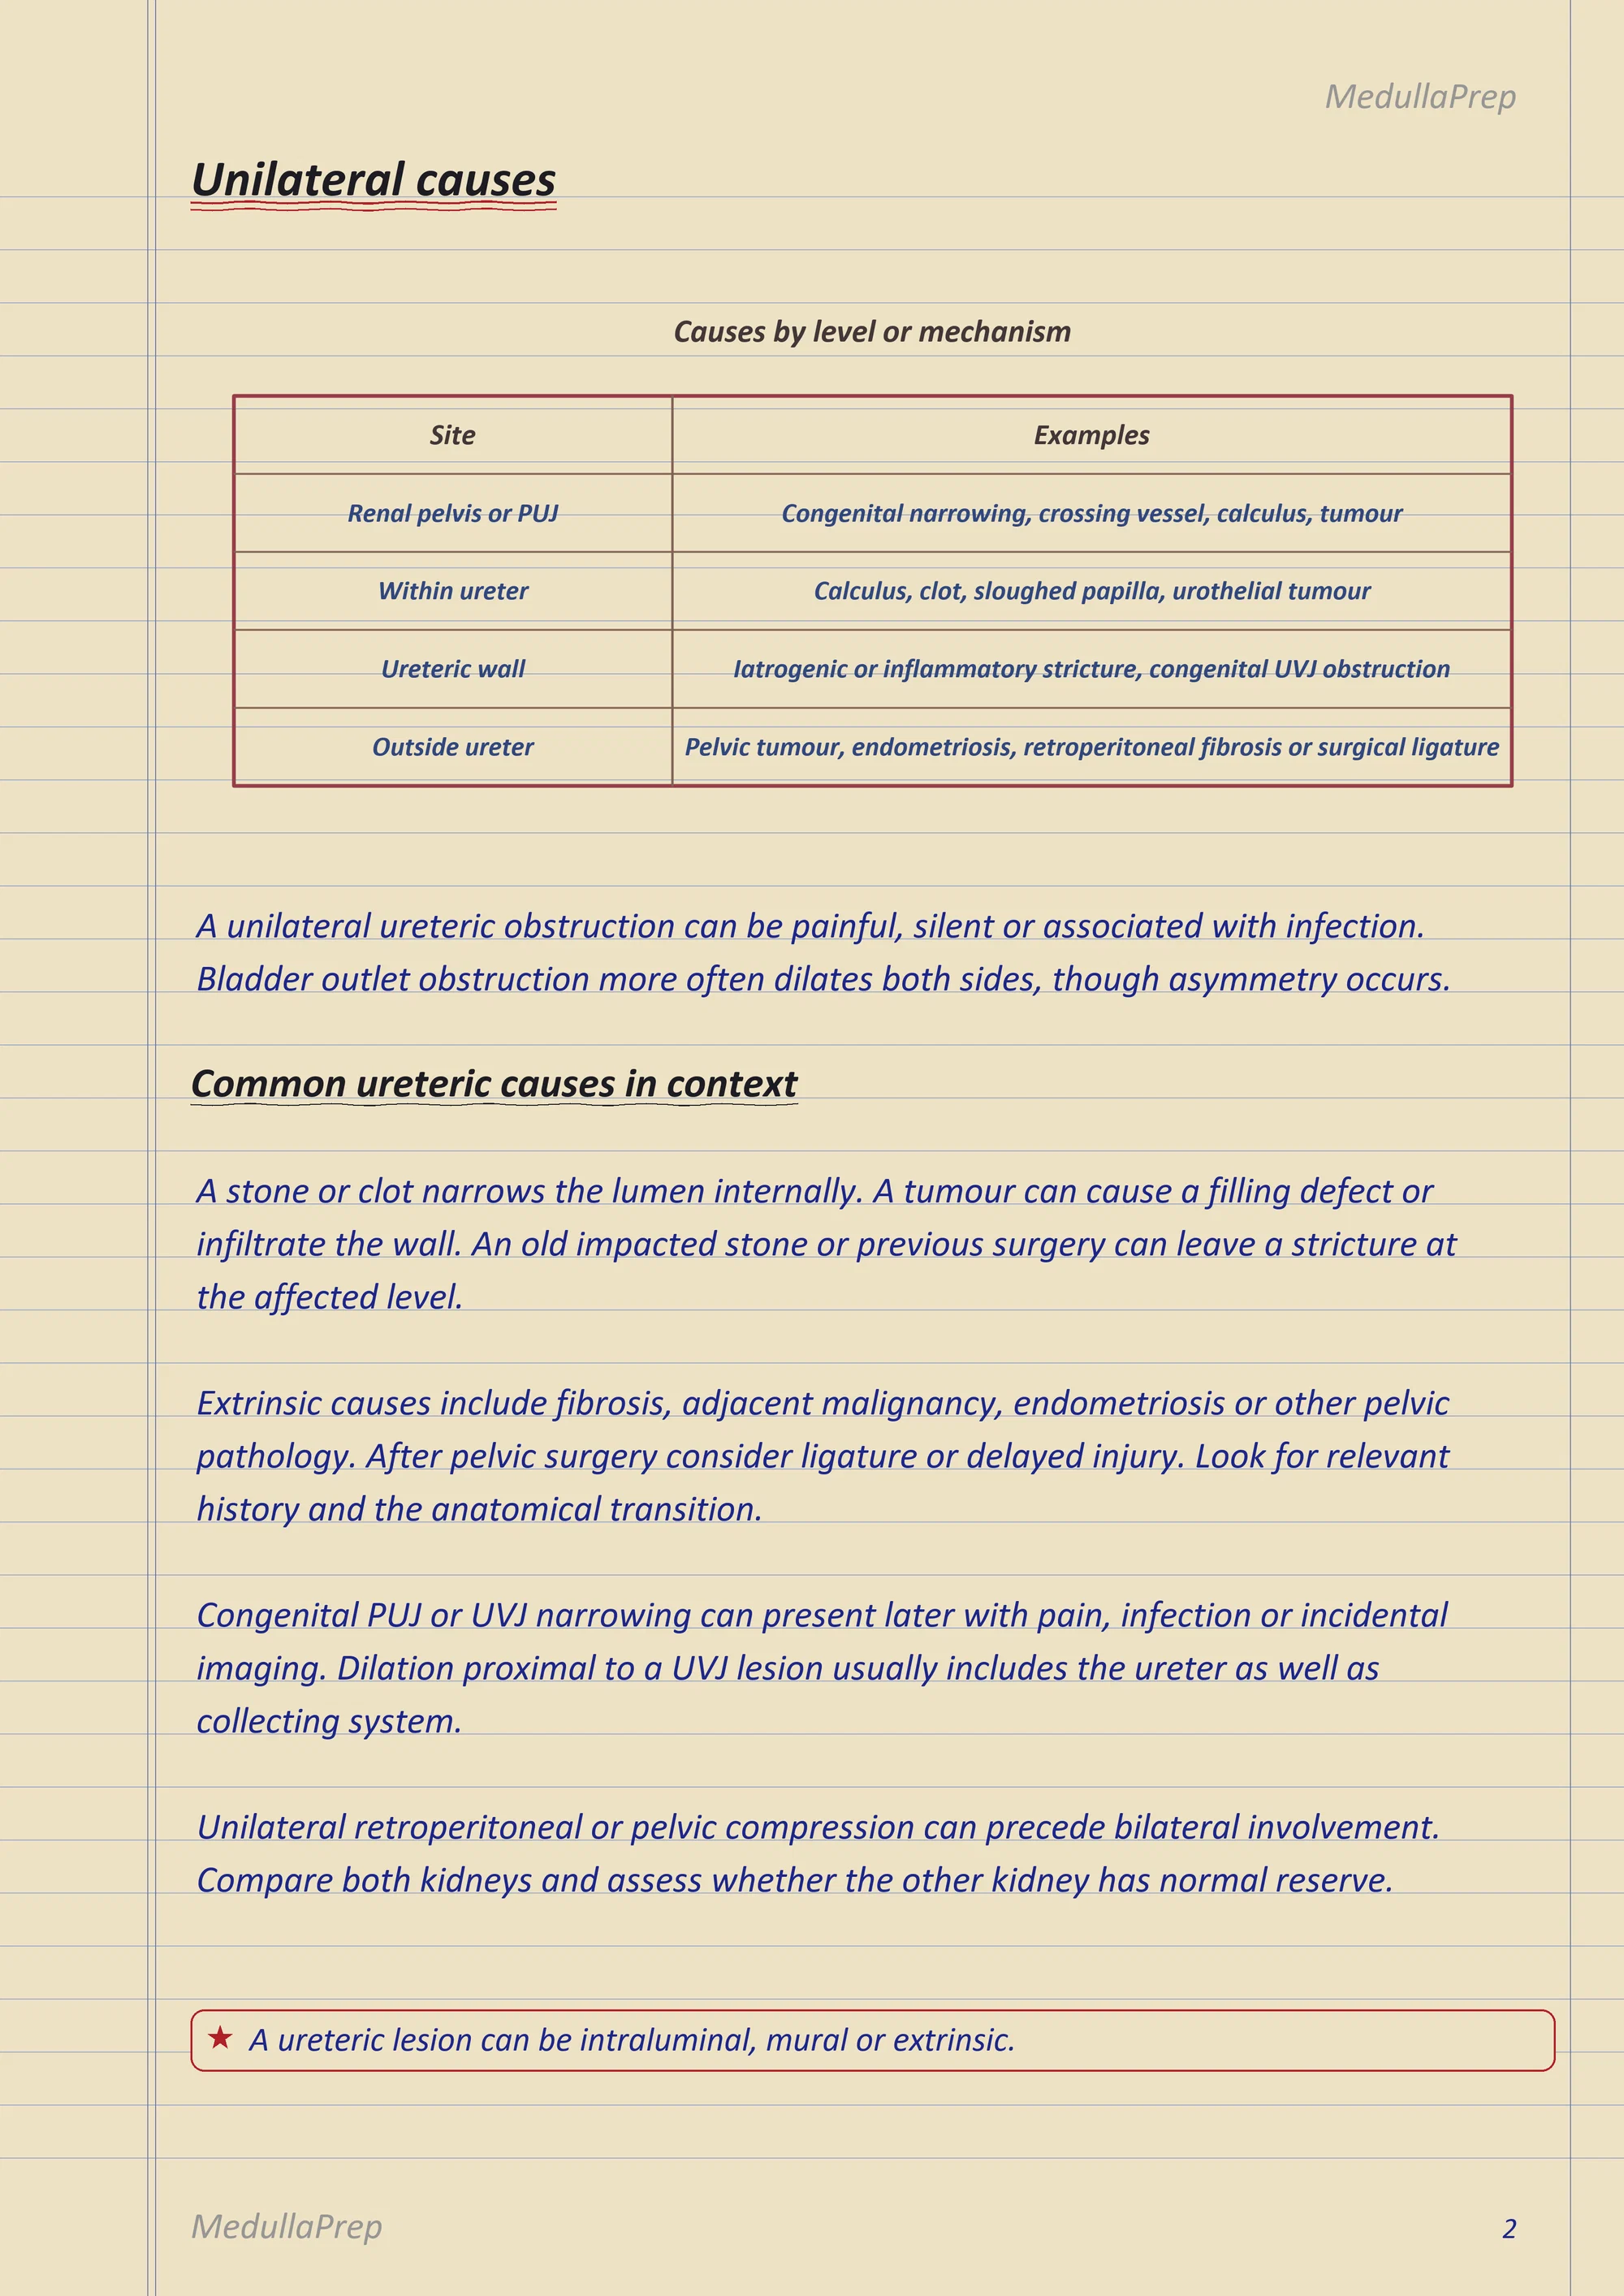 MedullaPrep
Unilateral causes
Causes by level or mechanism
Site Examples
Renal pelvis or PUJ Congenital narrowing, crossing vessel, calculus, tumour
Within ureter Calculus, clot, sloughed papilla, urothelial tumour
Ureteric wall Iatrogenic or inflammatory stricture, congenital UVJ obstruction
Outside ureter Pelvic tumour, endometriosis, retroperitoneal fibrosis or surgical ligature
A unilateral ureteric obstruction can be painful, silent or associated with infection.
Bladder outlet obstruction more often dilates both sides, though asymmetry occurs.
Common ureteric causes in context
A stone or clot narrows the lumen internally. A tumour can cause a filling defect or
infiltrate the wall. An old impacted stone or previous surgery can leave a stricture at
the affected level.
Extrinsic causes include fibrosis, adjacent malignancy, endometriosis or other pelvic
pathology. After pelvic surgery consider ligature or delayed injury. Look for relevant
history and the anatomical transition.
Congenital PUJ or UVJ narrowing can present later with pain, infection or incidental
imaging. Dilation proximal to a UVJ lesion usually includes the ureter as well as
collecting system.
Unilateral retroperitoneal or pelvic compression can precede bilateral involvement.
Compare both kidneys and assess whether the other kidney has normal reserve.
★ A ureteric lesion can be intraluminal, mural or extrinsic.
MedullaPrep 2